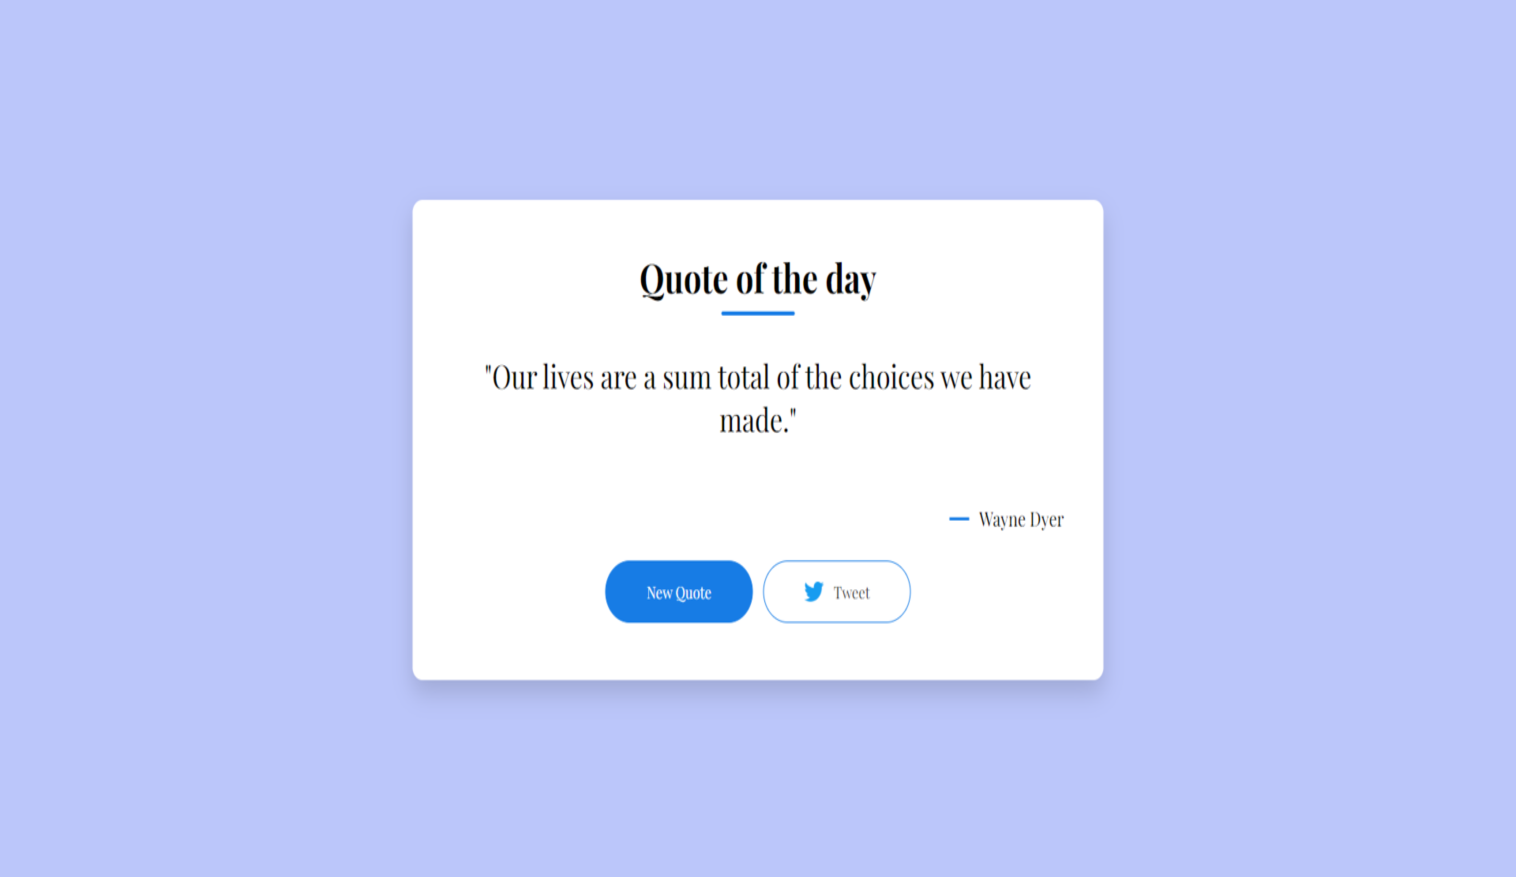 Quote of the day
"Our lives are a sum total of the choices we have
made."
— Wayne Dyer
New Quote
Tweet